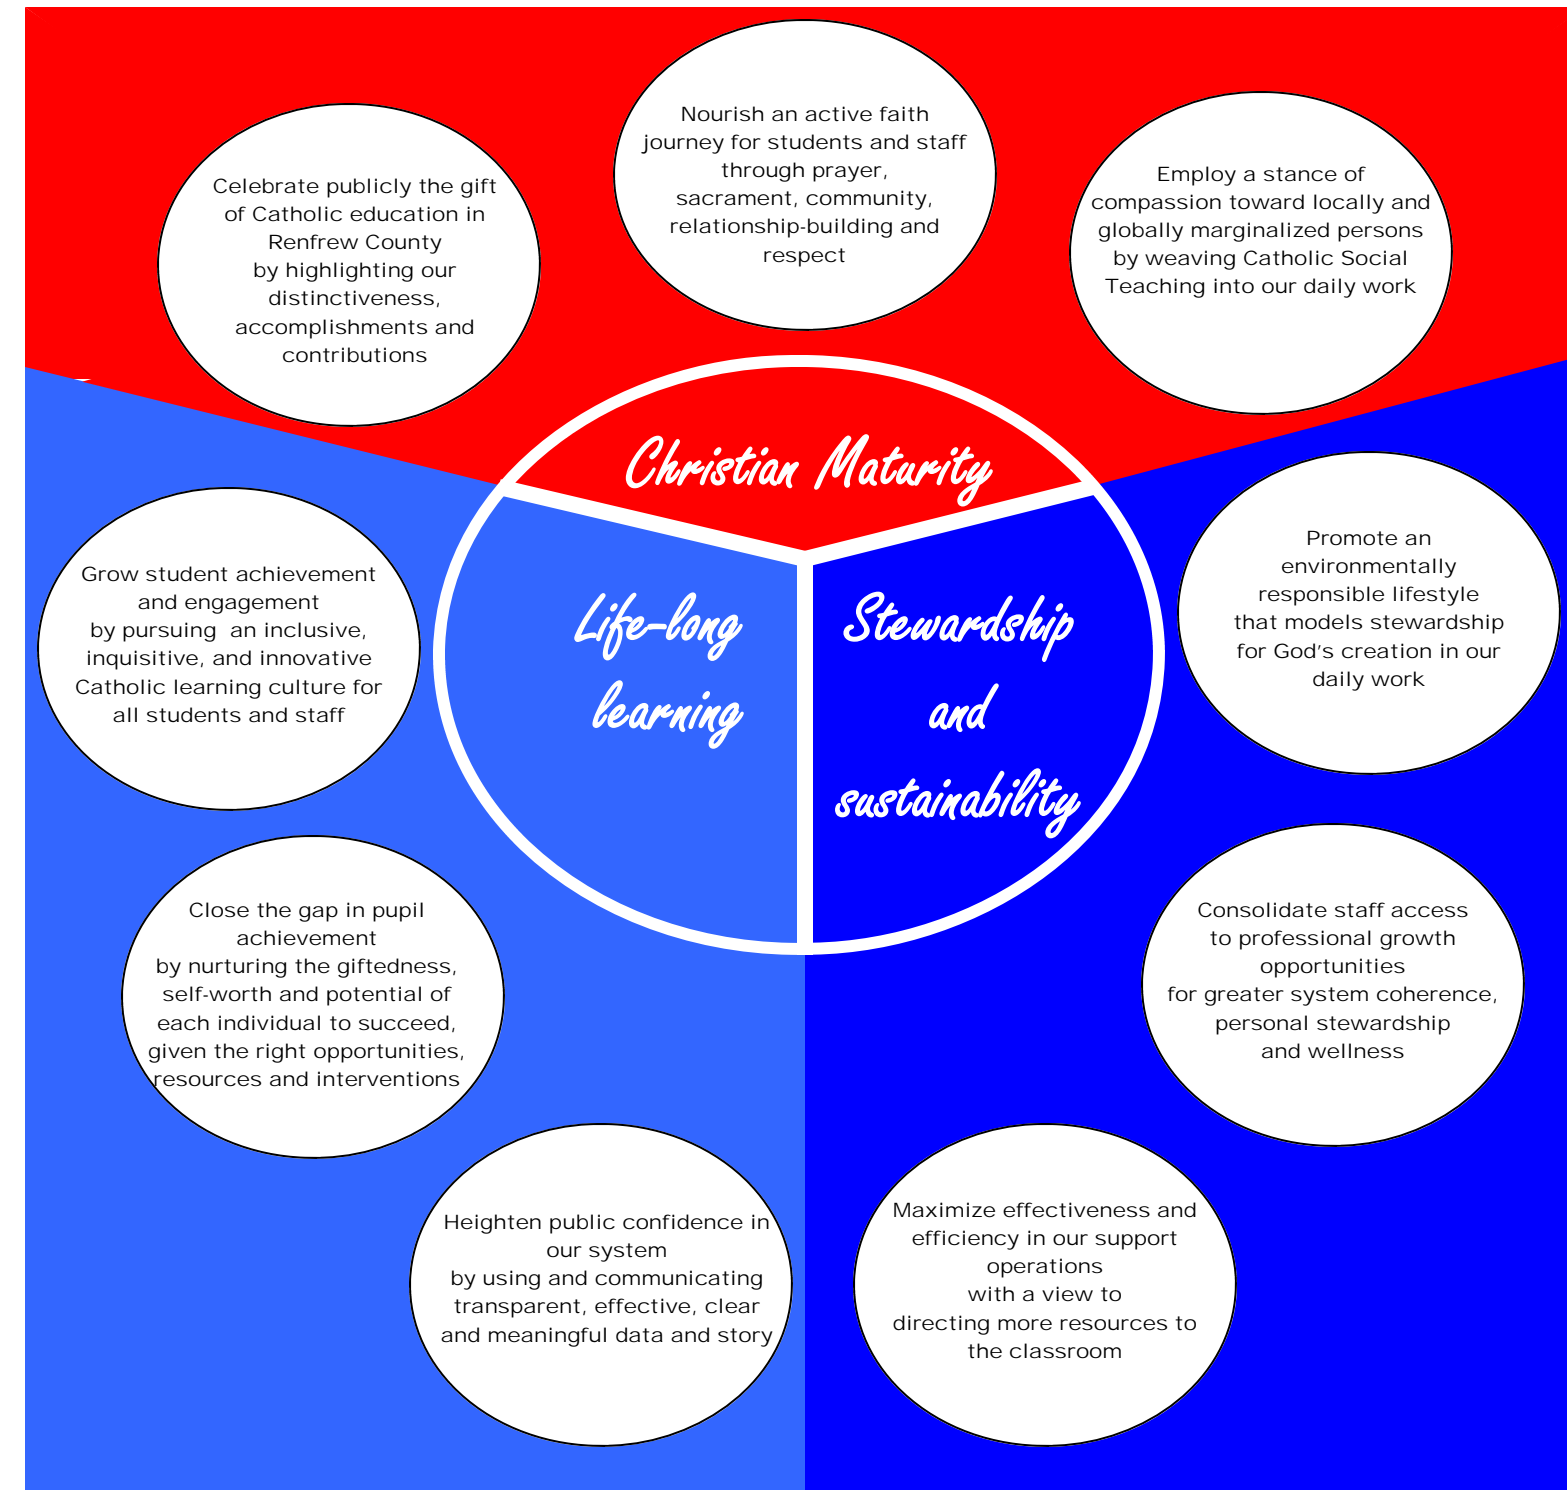 Nourish an active faith
journey for students and staff
through prayer,
sacrament, community,
relationship-building and
respect
Celebrate publicly the gift
of Catholic education in
Renfrew County
by highlighting our
distinctiveness,
accomplishments and
contributions
Employ a stance of
compassion toward locally and
globally marginalized persons
by weaving Catholic Social
Teaching into our daily work
Christian Maturity
Life-long
learning
Stewardship
and
sustainability
Grow student achievement
and engagement
by pursuing an inclusive,
inquisitive, and innovative
Catholic learning culture for
all students and staff
Promote an
environmentally
responsible lifestyle
that models stewardship
for God's creation in our
daily work
Close the gap in pupil
achievement
by nurturing the giftedness,
self-worth and potential of
each individual to succeed,
given the right opportunities,
resources and interventions
Consolidate staff access
to professional growth
opportunities
for greater system coherence,
personal stewardship
and wellness
Heighten public confidence in
our system
by using and communicating
transparent, effective, clear
and meaningful data and story
Maximize effectiveness and
efficiency in our support
operations
with a view to
directing more resources to
the classroom